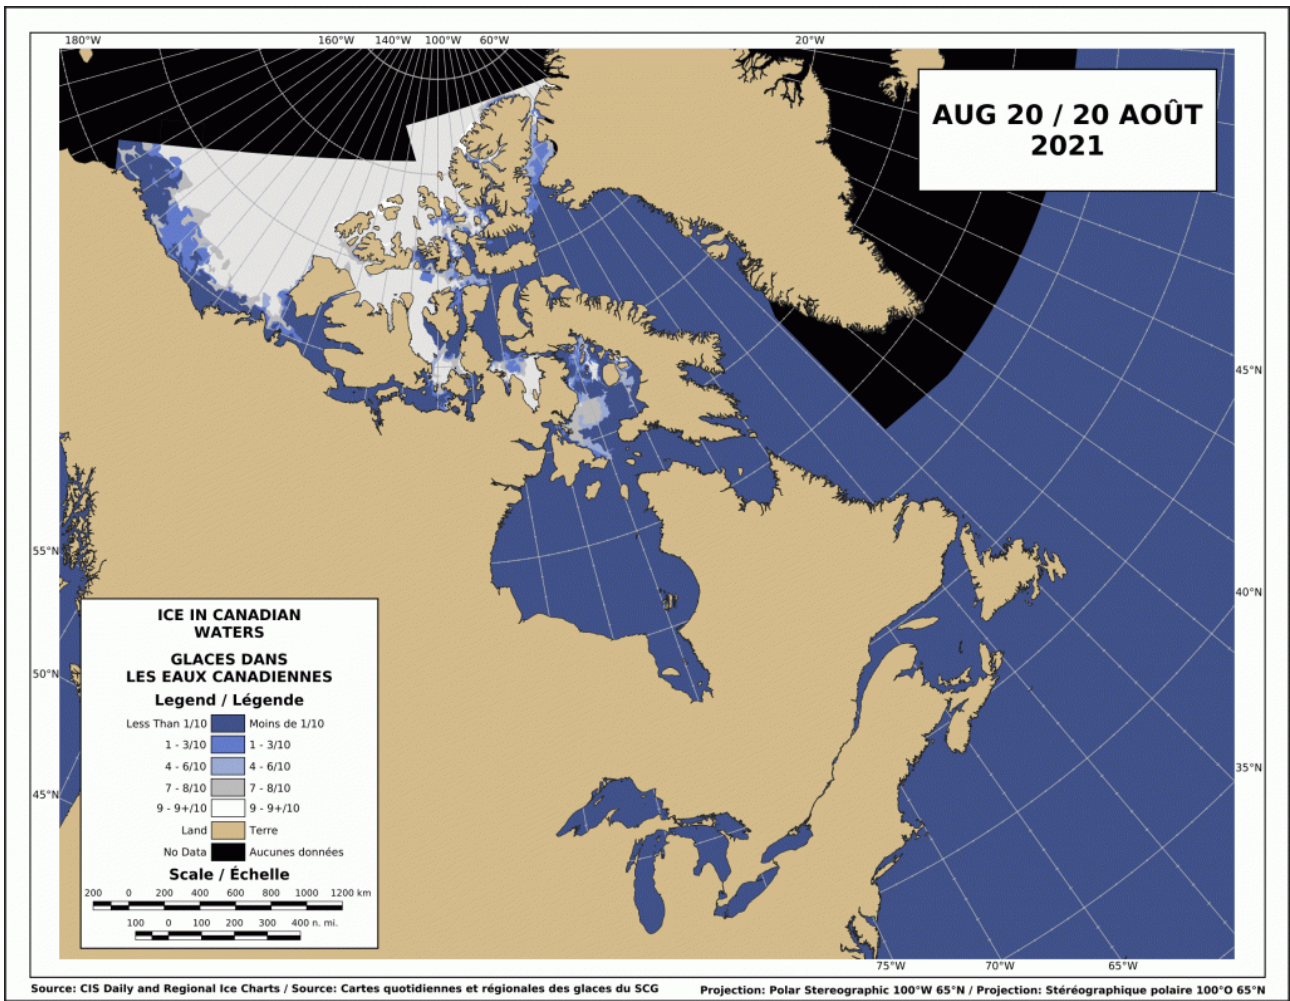 180°W 160°W 140°W 100°W 60°W 20°W
AUG 20 / 20 AOÛT
2021
45°N
55°N
40°N
ICE IN CANADIAN
WATERS
GLACES DANS
LES EAUX CANADIENNES
50°N
Legend / Légende
Less Than 1/10 Moins de 1/10
1 - 3/10 1 - 3/10
4 - 6/10 4 - 6/10
35°N
7 - 8/10 7 - 8/10
45°N
9 - 9+/10 9 - 9+/10
Land Terre
No Data Aucunes données
Scale / Échelle
200 0 200 400 600 800 1000 1200 km
100 0 100 200 300 400 n. mi.
75°W 70°W 65°W
Source: CIS Daily and Regional Ice Charts / Source: Cartes quotidiennes et régionales des glaces du SCG
Projection: Polar Stereographic 100°W 65°N / Projection: Stéréographique polaire 100°O 65°N